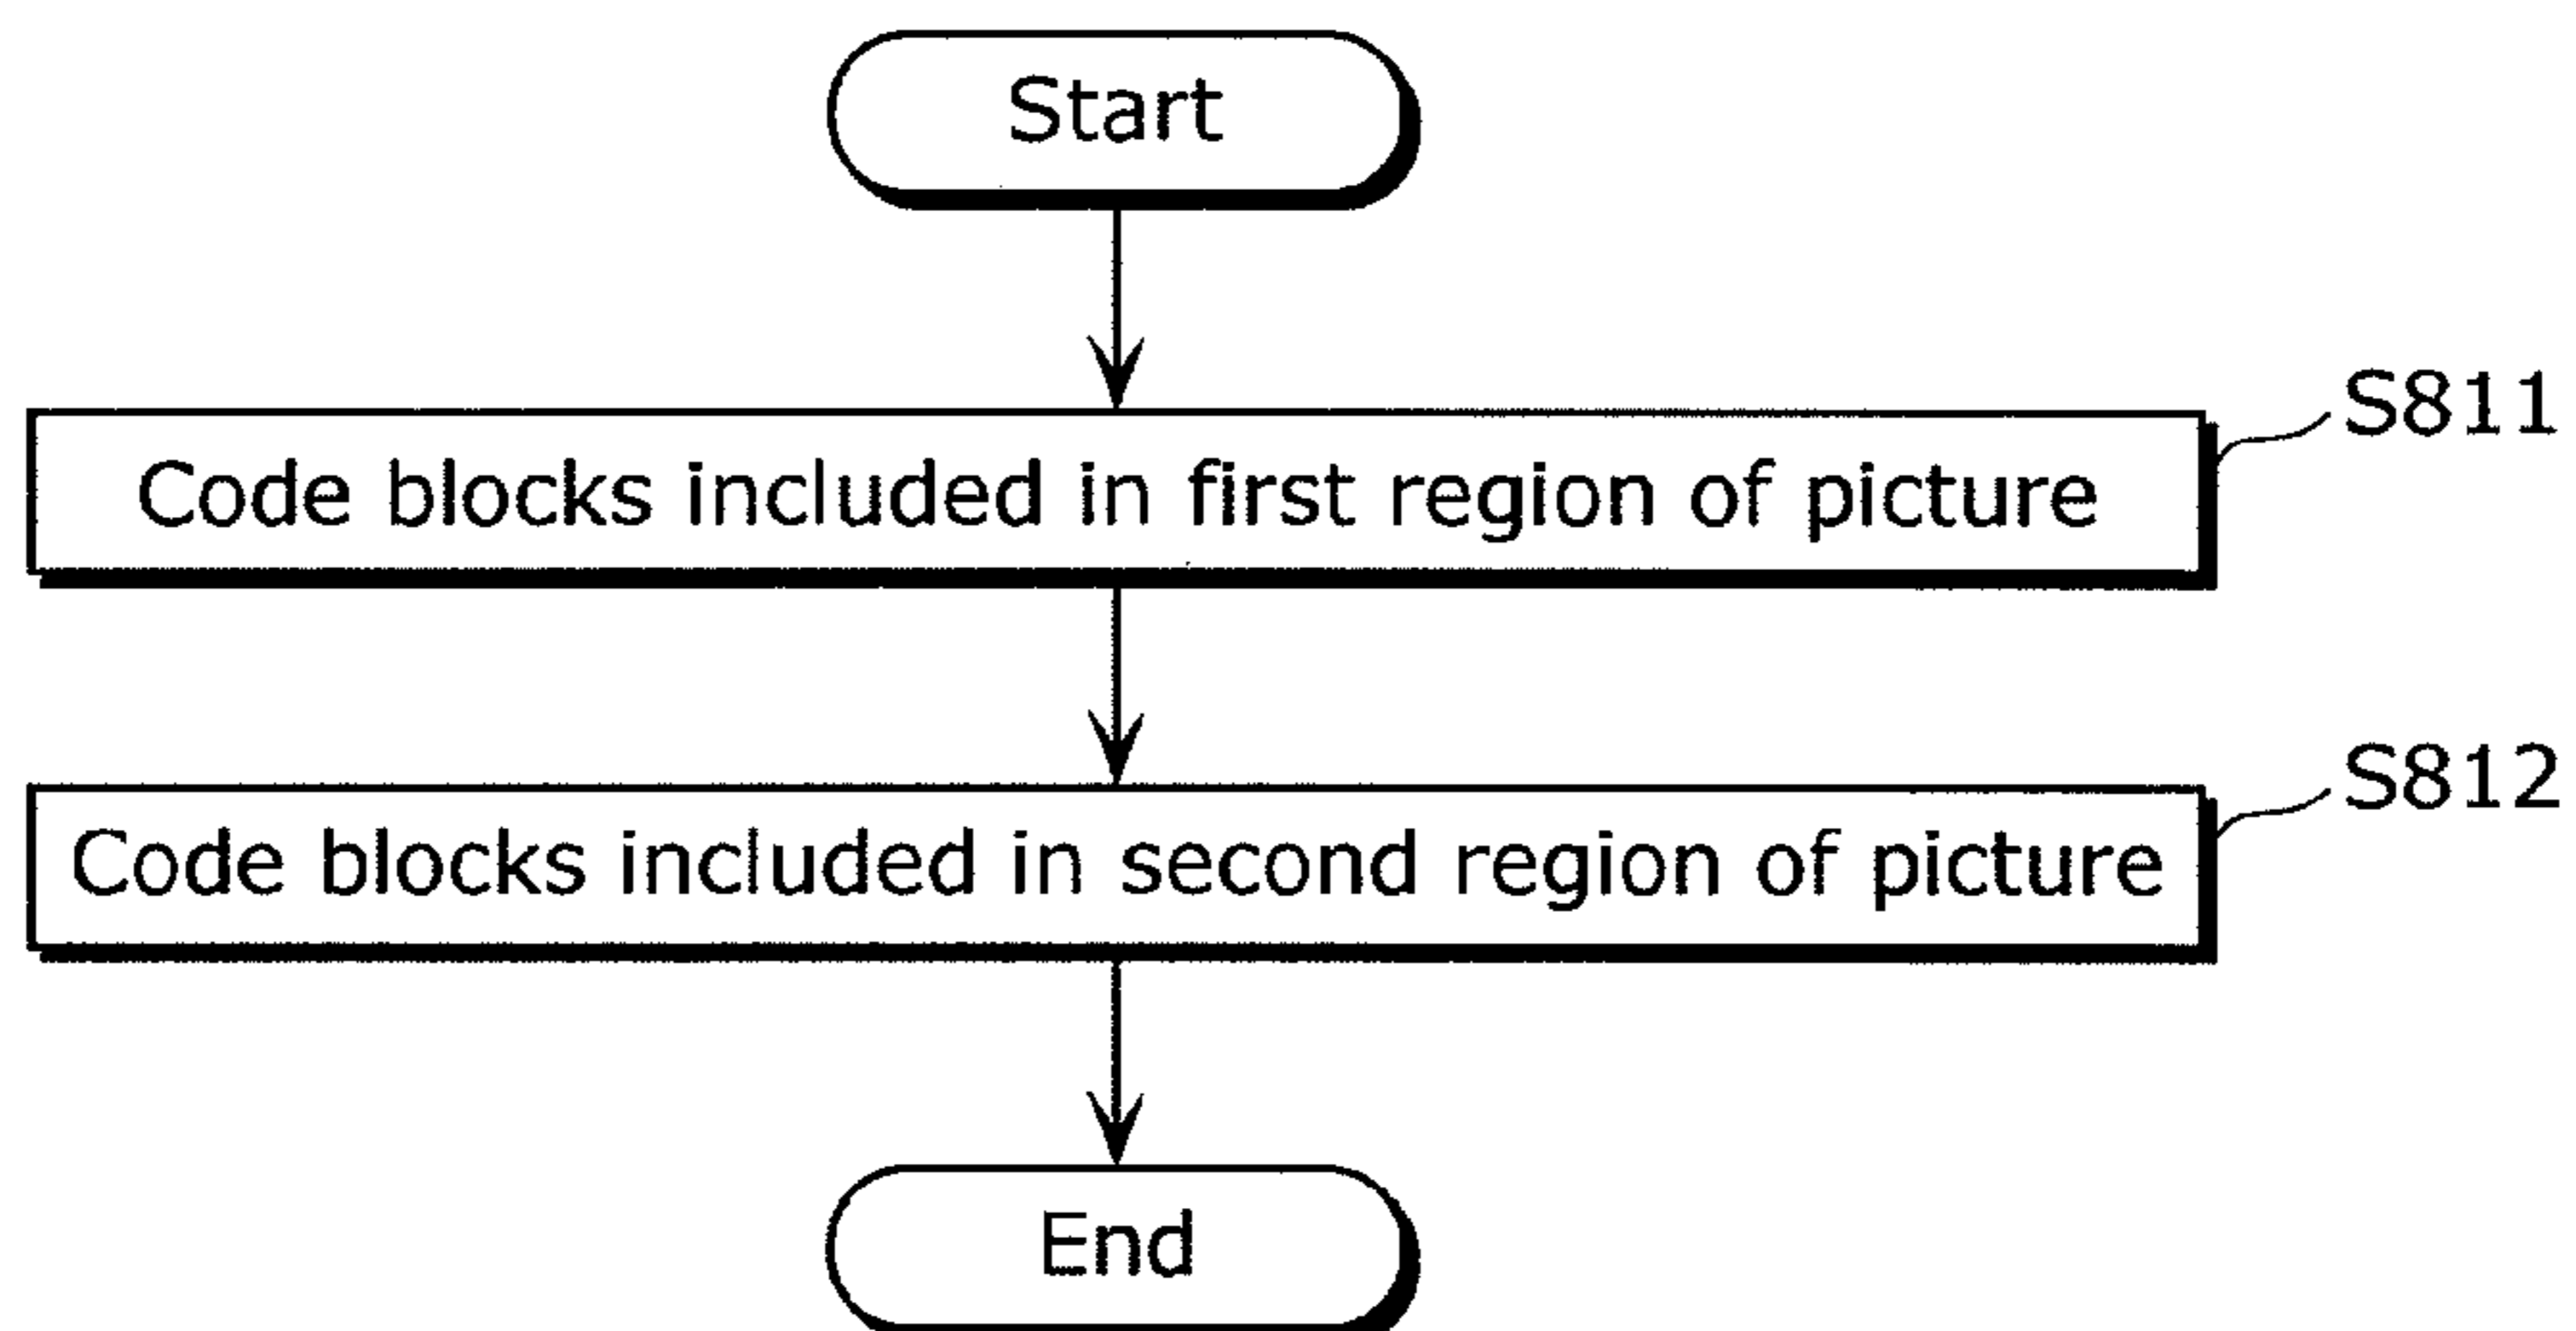 Start
S811
Code blocks included in first region of picture
S812
Code blocks included in second region of picture
End